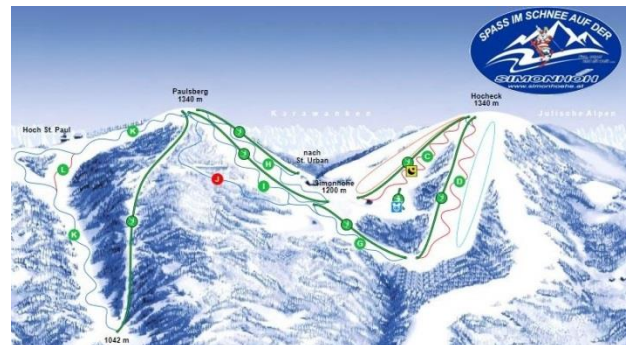 SPASS IM SCHNEE AUF DER
SIMONHÖH
www.simonhoehe.at
Paulsberg
1340 m
Hocheck
1340 m
Karawanken
Julische Alpen
Hoch St. Paul
nach
St. Urban
Simonhöhe
1200 m
K
L
K
J
H
I
G
C
D
1042 m